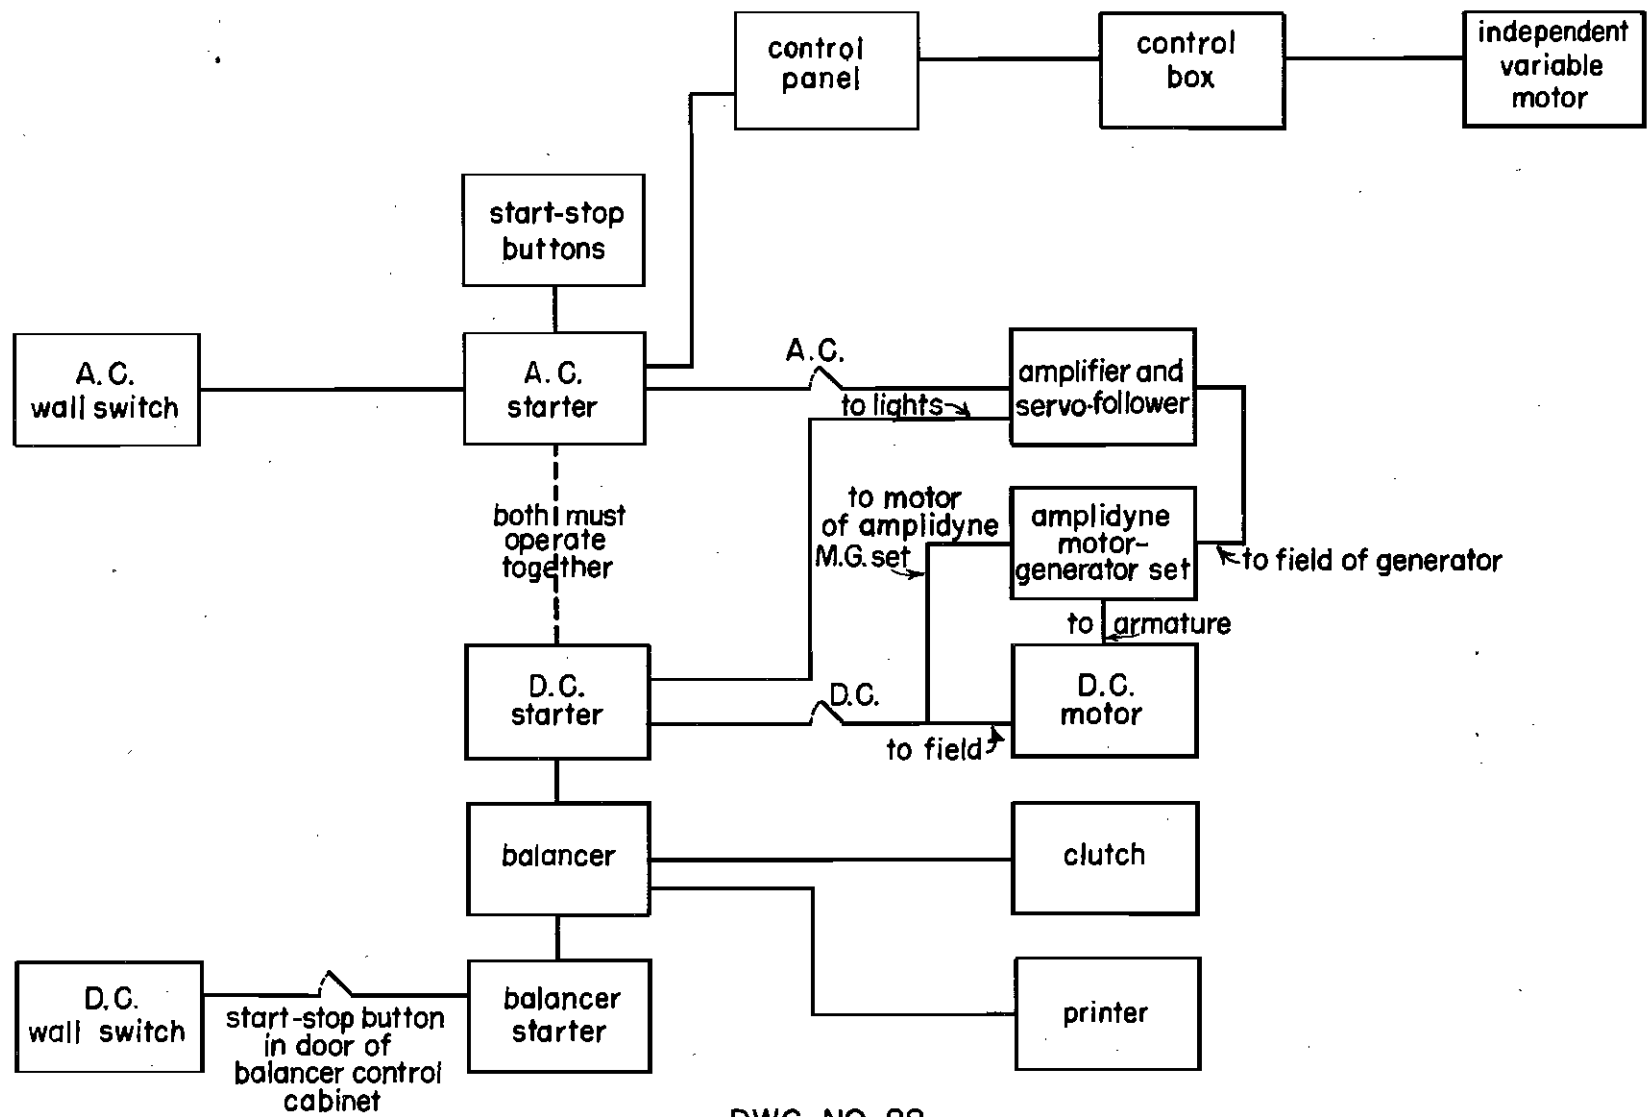 control
panel
control
box
independent
variable
motor
start-stop
buttons
A.C.
wall switch
A.C.
starter
A.C.
to lights
amplifier and
servo-follower
both must
operate
together
to motor
of amplidyne
M.G. set
amplidyne
motor-
generator set
to field of generator
to armature
D.C.
starter
D.C.
to field
D.C.
motor
balancer
clutch
D.C.
wall switch
start-stop button
in door of
balancer control
cabinet
balancer
starter
printer